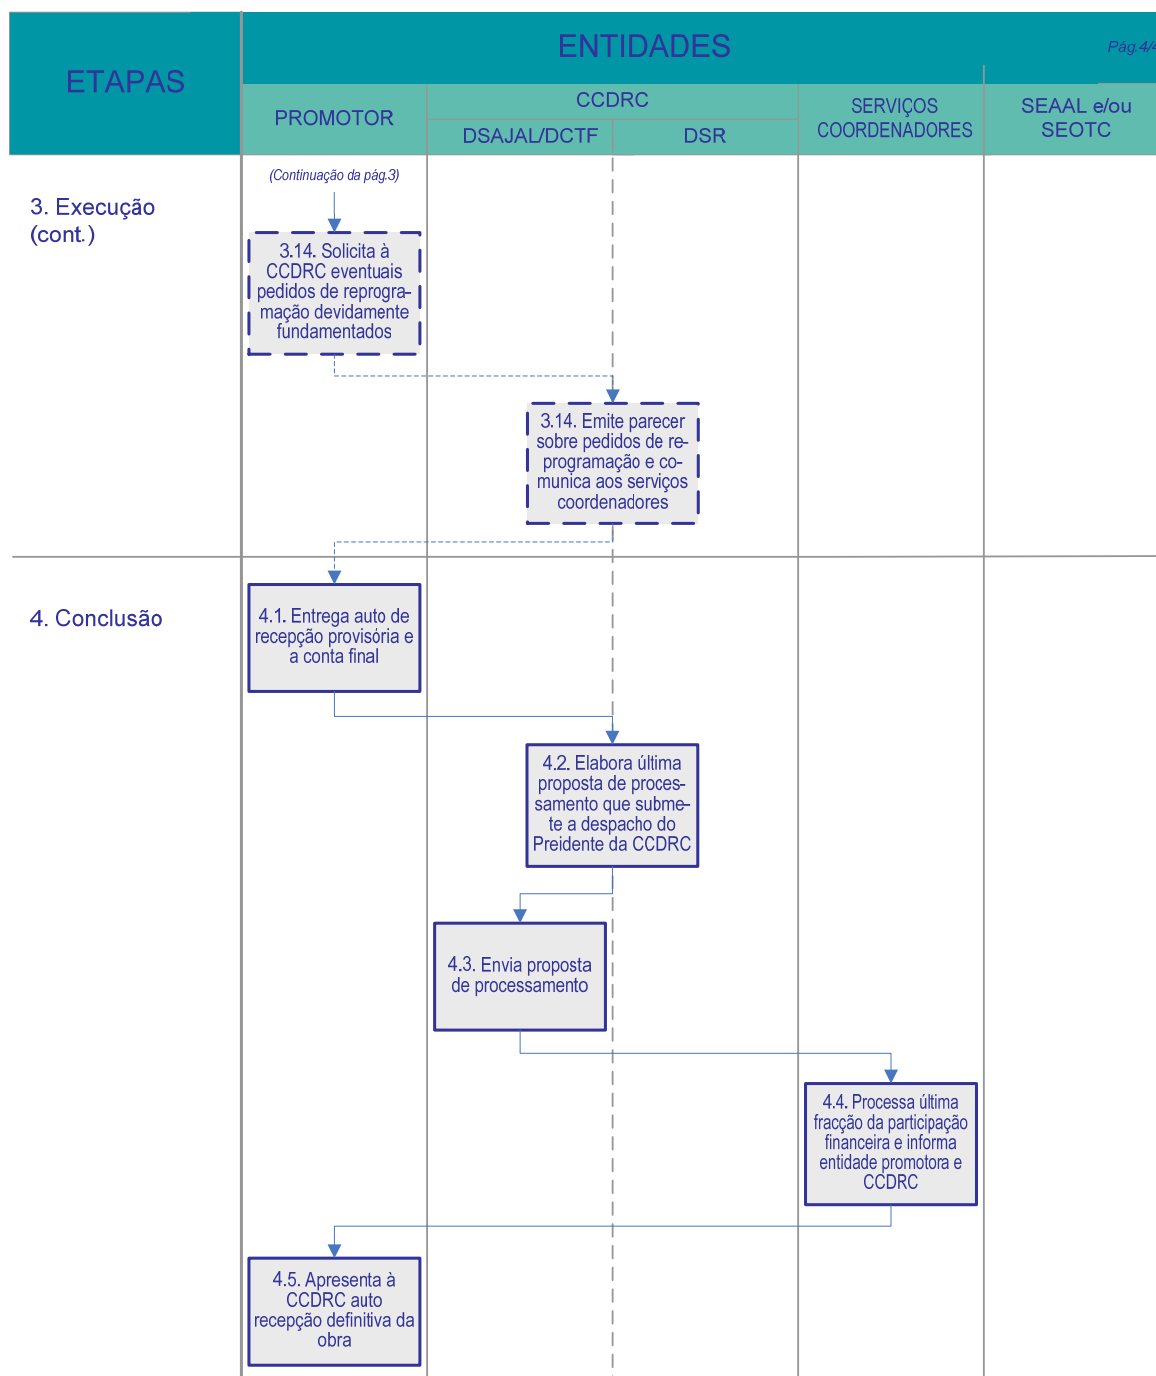 ENTIDADES
Pág.4/4
ETAPAS
PROMOTOR
CCDRC
DSAJAL/DCTF
DSR
SERVIÇOS
COORDENADORES
SEAAL e/ou
SEOTC
(Continuação da pág.3)
3. Execução
(cont.)
3.14. Solicita à
CCDRC eventuais
pedidos de reprogra-
mação devidamente
fundamentados
3.14. Emite parecer
sobre pedidos de re-
programação e co-
munica aos serviços
coordenadores
4. Conclusão
4.1. Entrega auto de
recepção provisória e
a conta final
4.2. Elabora última
proposta de proces-
samento que subme-
te a despacho do
Preidente da CCDRC
4.3. Envia proposta
de processamento
4.4. Processa última
fracção da participação
financeira e informa
entidade promotora e
CCDRC
4.5. Apresenta à
CCDRC auto
recepção definitiva da
obra